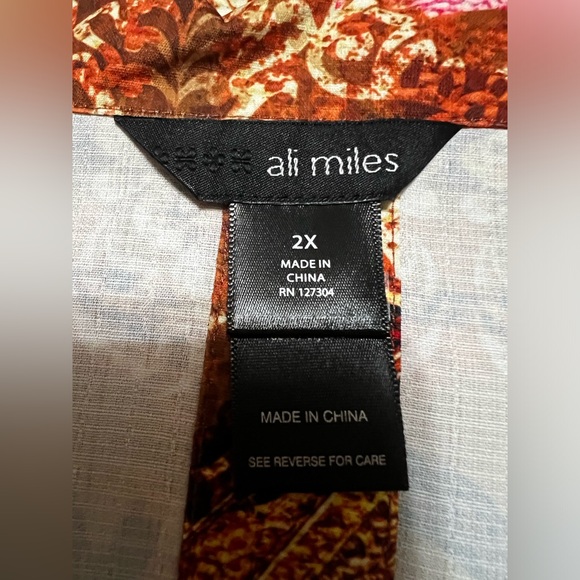 ali miles
2X
MADE IN
CHINA
RN 127304
MADE IN CHINA
SEE REVERSE FOR CARE